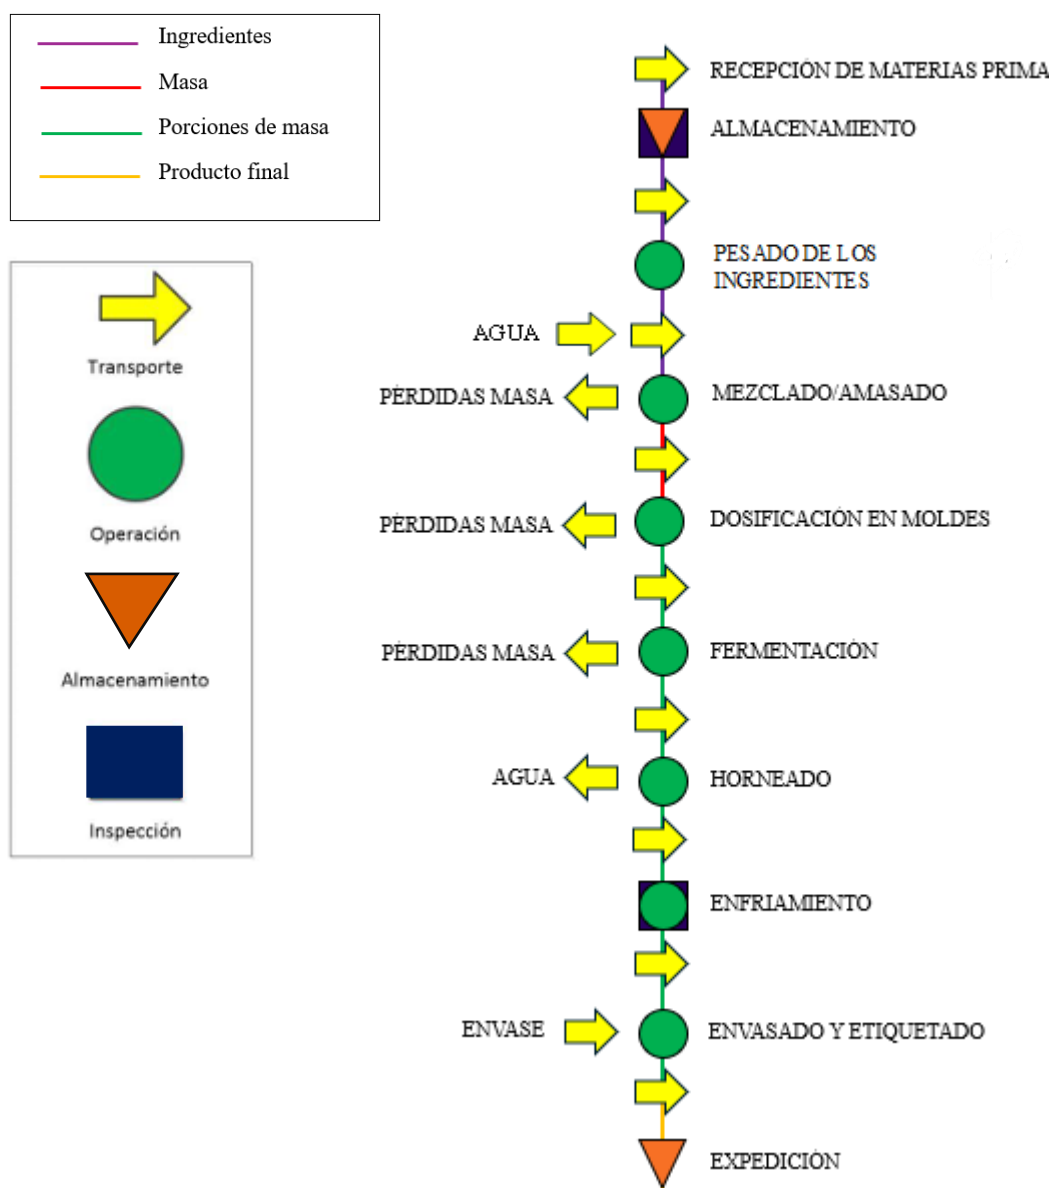 Ingredientes
Masa
Porciones de masa
Producto final
Transporte
Operación
Almacenamiento
Inspección
RECEPCIÓN DE MATERIAS PRIMA
ALMACENAMIENTO
PESADO DE LOS
INGREDIENTES
AGUA
PÉRDIDAS MASA
MEZCLADO/AMASADO
PÉRDIDAS MASA
DOSIFICACIÓN EN MOLDES
PÉRDIDAS MASA
FERMENTACIÓN
AGUA
HORNEADO
ENFRIAMIENTO
ENVASE
ENVASADO Y ETIQUETADO
EXPEDICIÓN